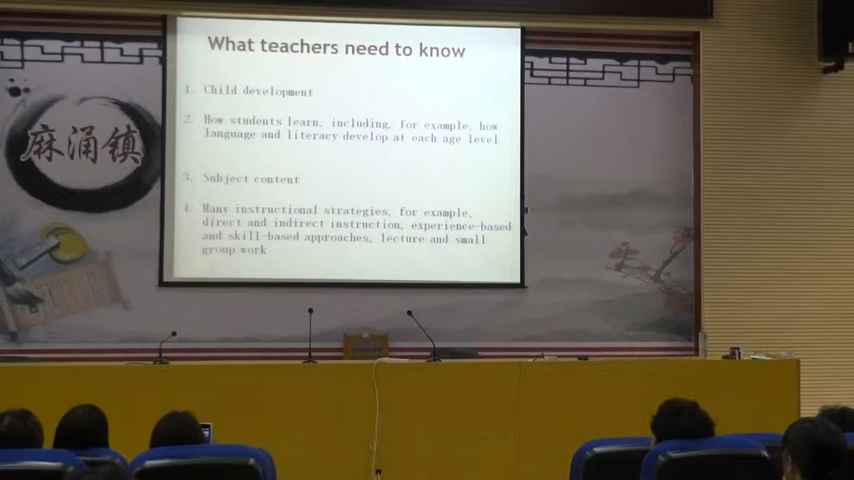 What teachers need to know
1. Child development
2. How students learn, including, for example, how
language and literacy develop at each age level
3. Subject content
4. Many instructional strategies, for example,
direct and indirect instruction, experience-based
and skill-based approaches, lecture and small
group work
麻涌镇